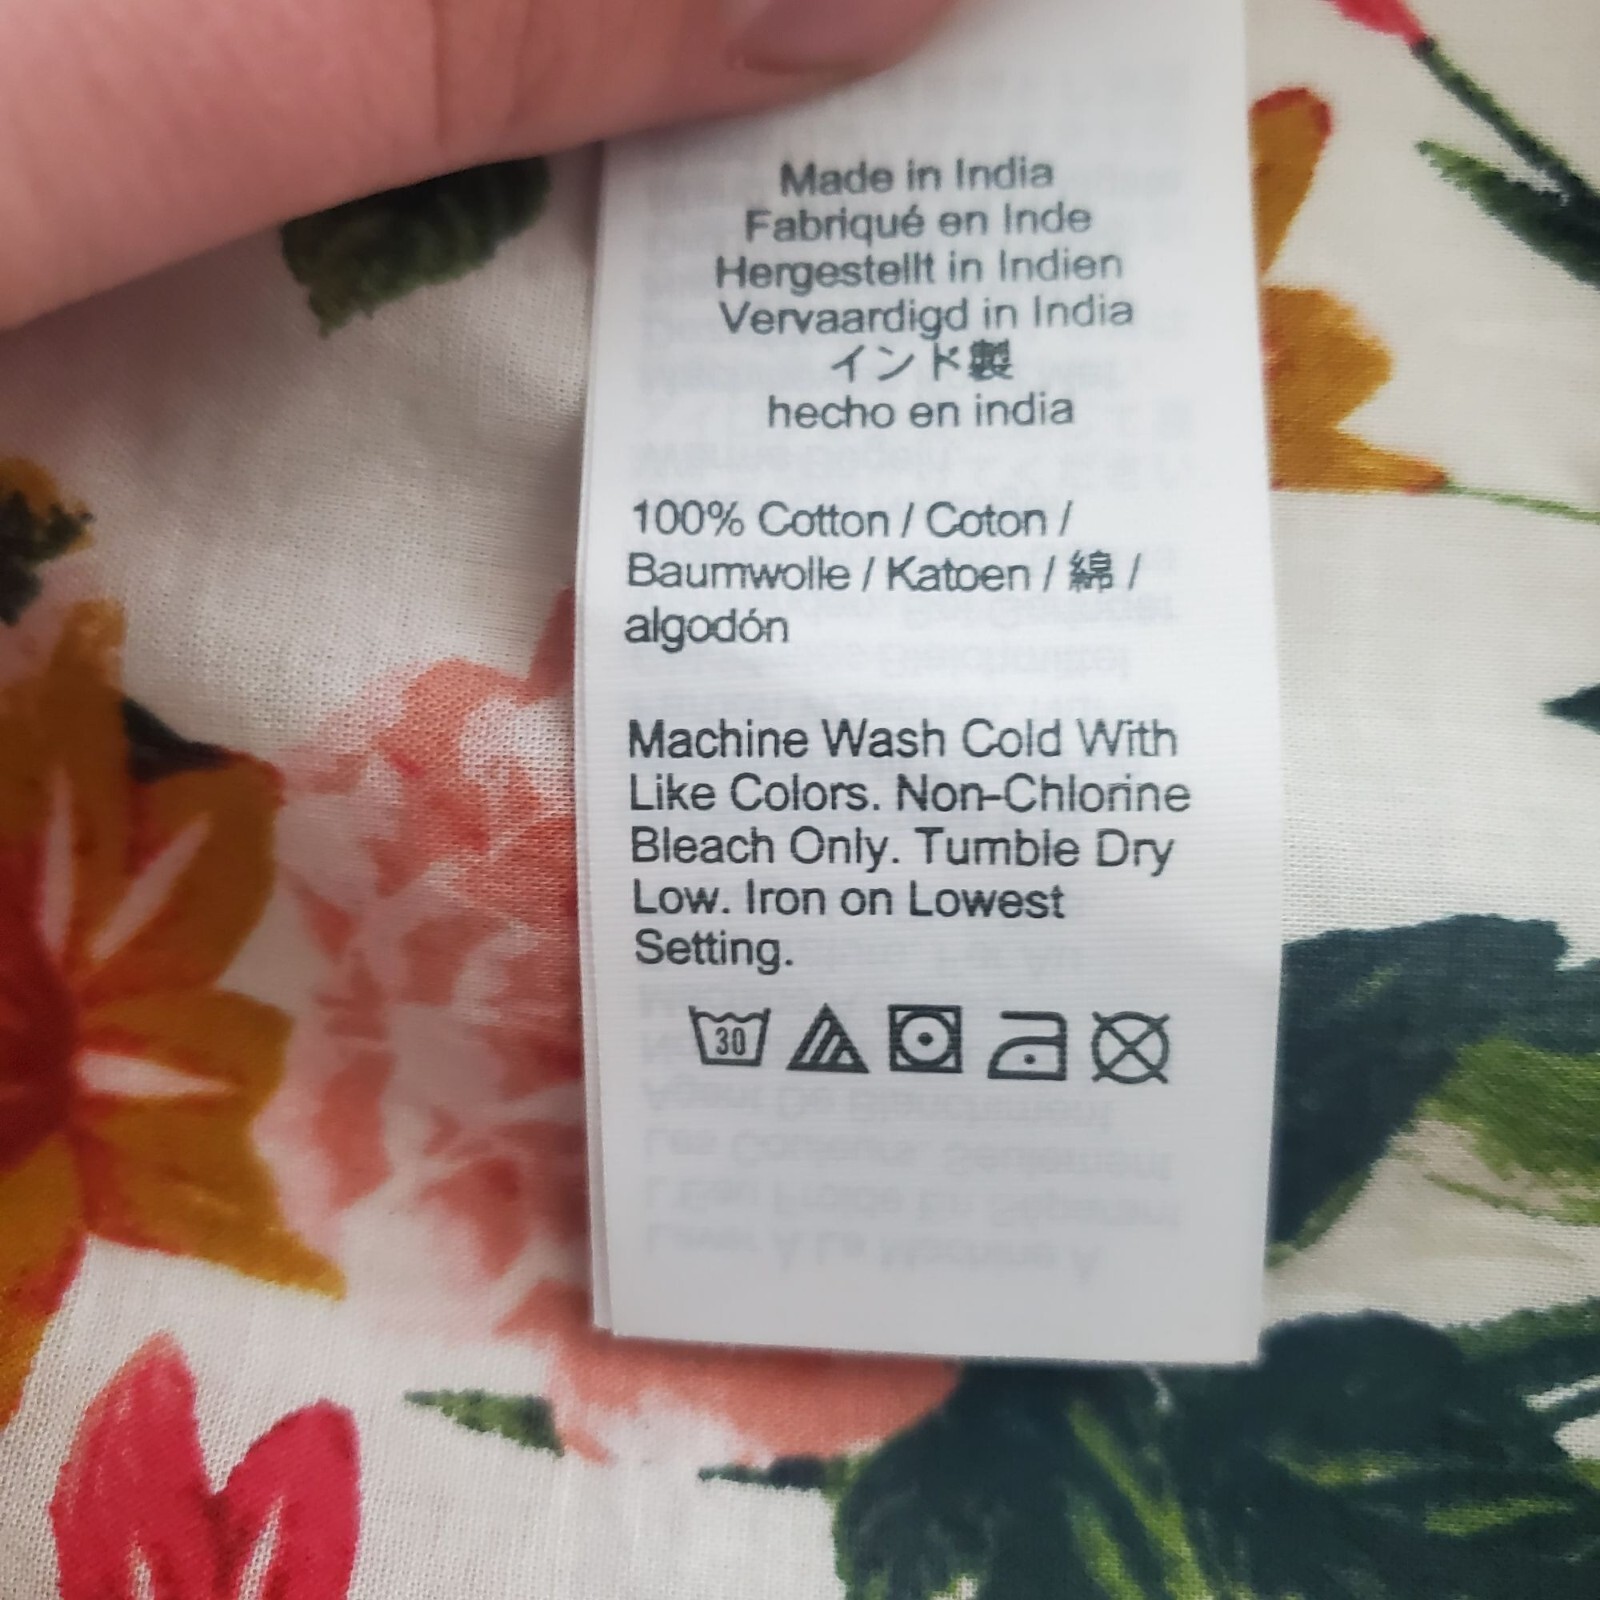 Made in India
Fabriqué en Inde
Hergestellt in Indien
Vervaardigd in India
インド製
hecho en india
100% Cotton / Coton /
Baumwolle / Katoen / 綿 /
algodón
Machine Wash Cold With
Like Colors. Non-Chlorine
Bleach Only. Tumble Dry
Low. Iron on Lowest
Setting.
30